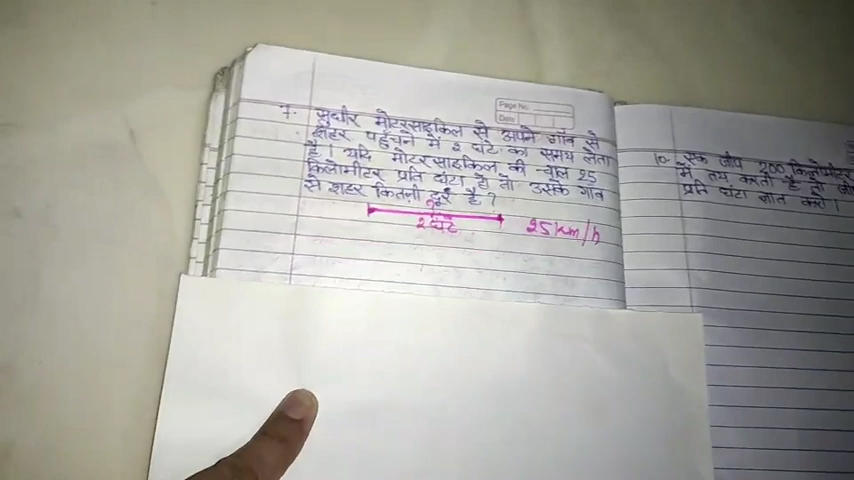 Page No.
Date
7. सुधीर मोटरसाइकिल से अपने गाँव से
शहर पहुंचने में 2 घंटे का समय लेता
है। यदि मोटरसाइकिल की चाल 25
किलोमीटर प्रति घंटा है तो उसके गाँव
से शहर कितनी दूर है?
2 घंटे 25 km/h
10. एक जीप 200 किलोमीटर
में तय करती है तो
प्रति घंटा ज्ञात करो।